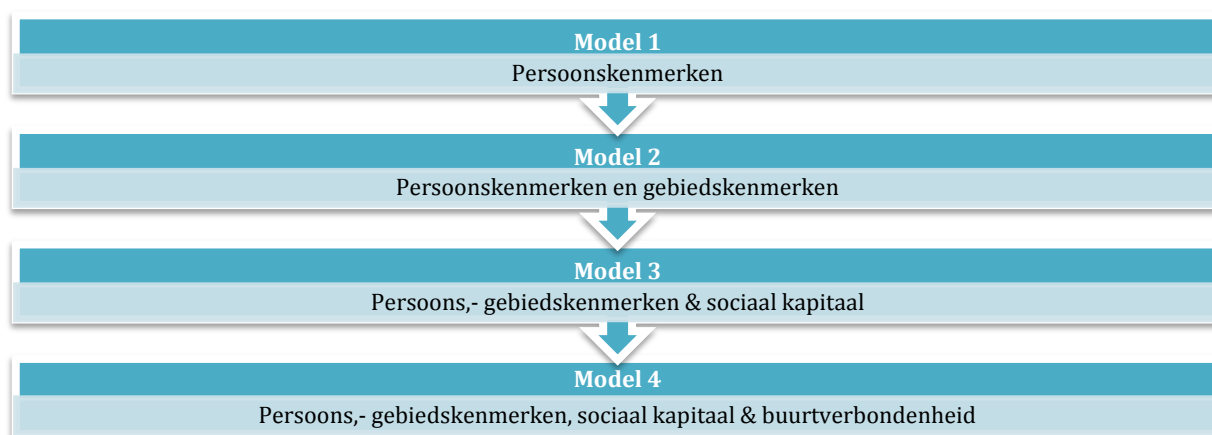 Model 1
Persoonskenmerken
Model 2
Persoonskenmerken en gebiedskenmerken
Model 3
Persoons,- gebiedskenmerken & sociaal kapitaal
Model 4
Persoons,- gebiedskenmerken, sociaal kapitaal & buurtverbondenheid